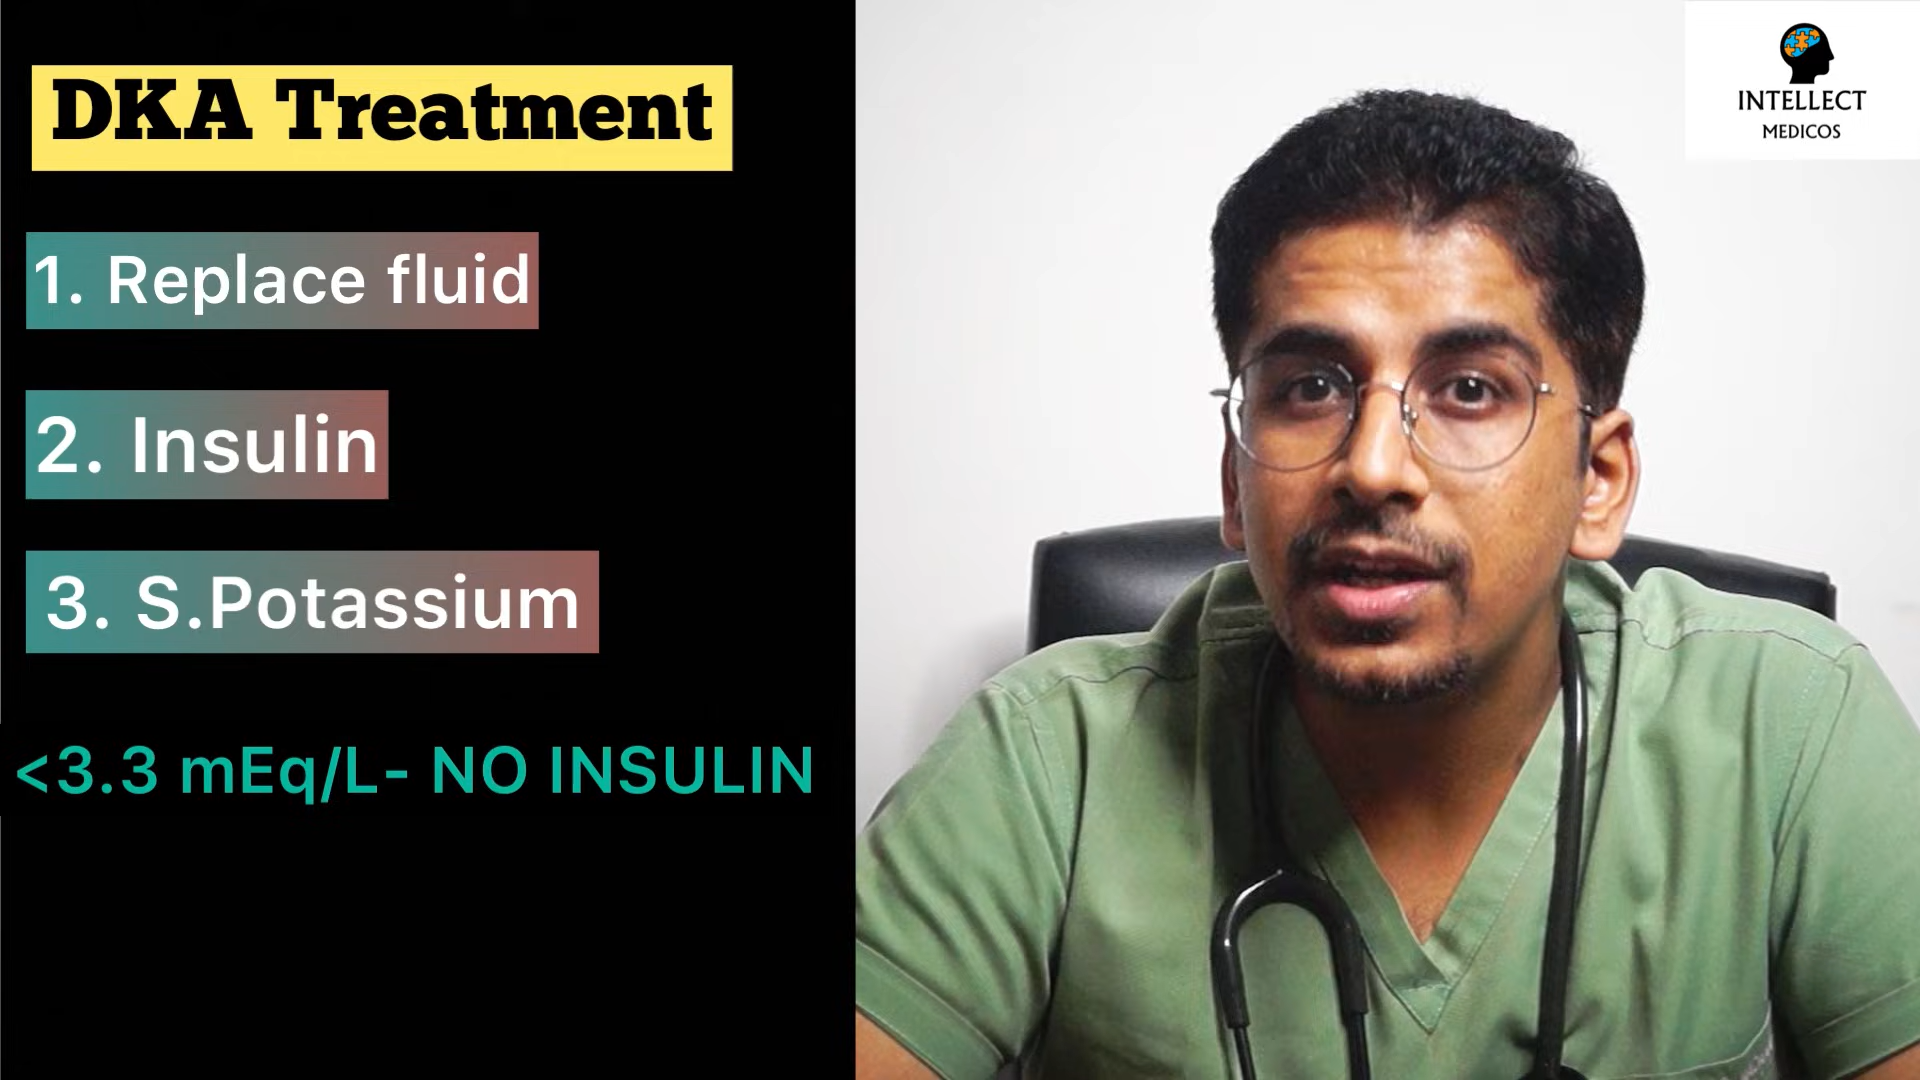 DKA Treatment
1. Replace fluid
2. Insulin
3. S.Potassium
<3.3 mEq/L- NO INSULIN
INTELLECT
MEDICOS